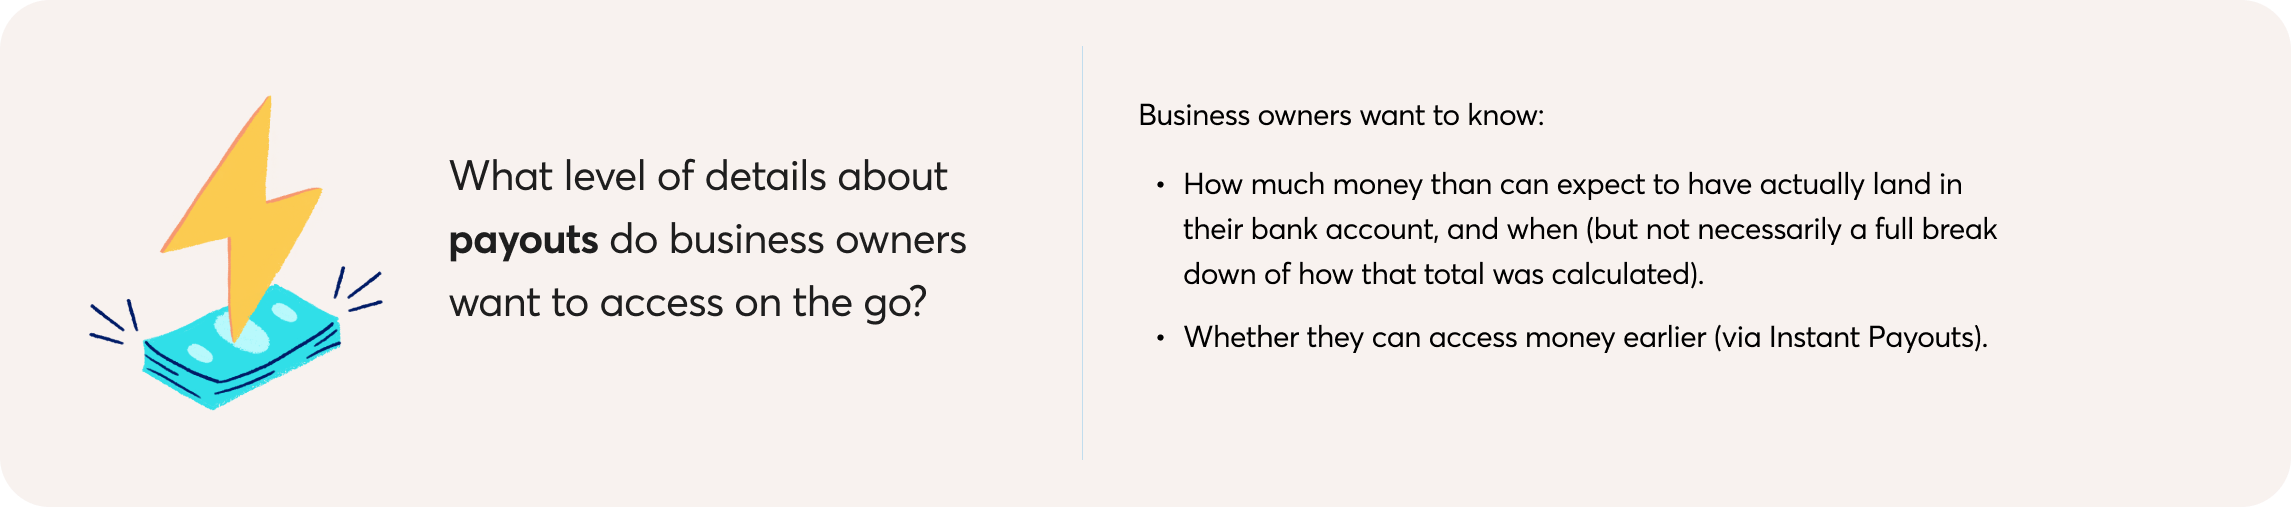 What level of details about
payouts do business owners
want to access on the go?
Business owners want to know:
• How much money than can expect to have actually land in
their bank account, and when (but not necessarily a full break
down of how that total was calculated).
• Whether they can access money earlier (via Instant Payouts).